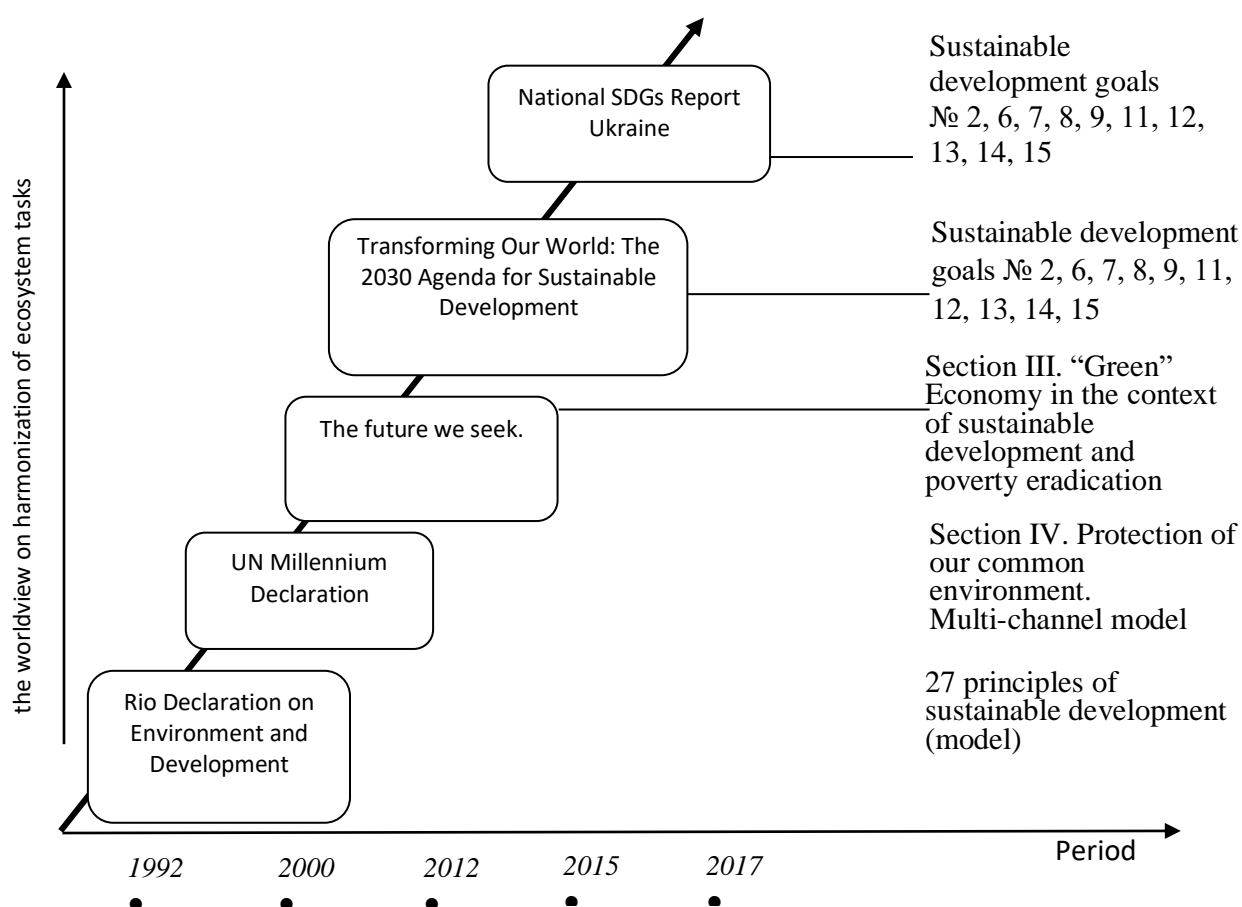 the worldview on harmonization of ecosystem tasks
National SDGs Report
Ukraine
Sustainable
development goals
№ 2, 6, 7, 8, 9, 11, 12,
13, 14, 15
Transforming Our World: The
2030 Agenda for Sustainable
Development
Sustainable development
goals № 2, 6, 7, 8, 9, 11,
12, 13, 14, 15
The future we seek.
Section III. “Green”
Economy in the context
of sustainable
development and
poverty eradication
UN Millennium
Declaration
Section IV. Protection of
our common
environment.
Multi-channel model
Rio Declaration on
Environment and
Development
27 principles of
sustainable development
(model)
Period
1992 2000 2012 2015 2017